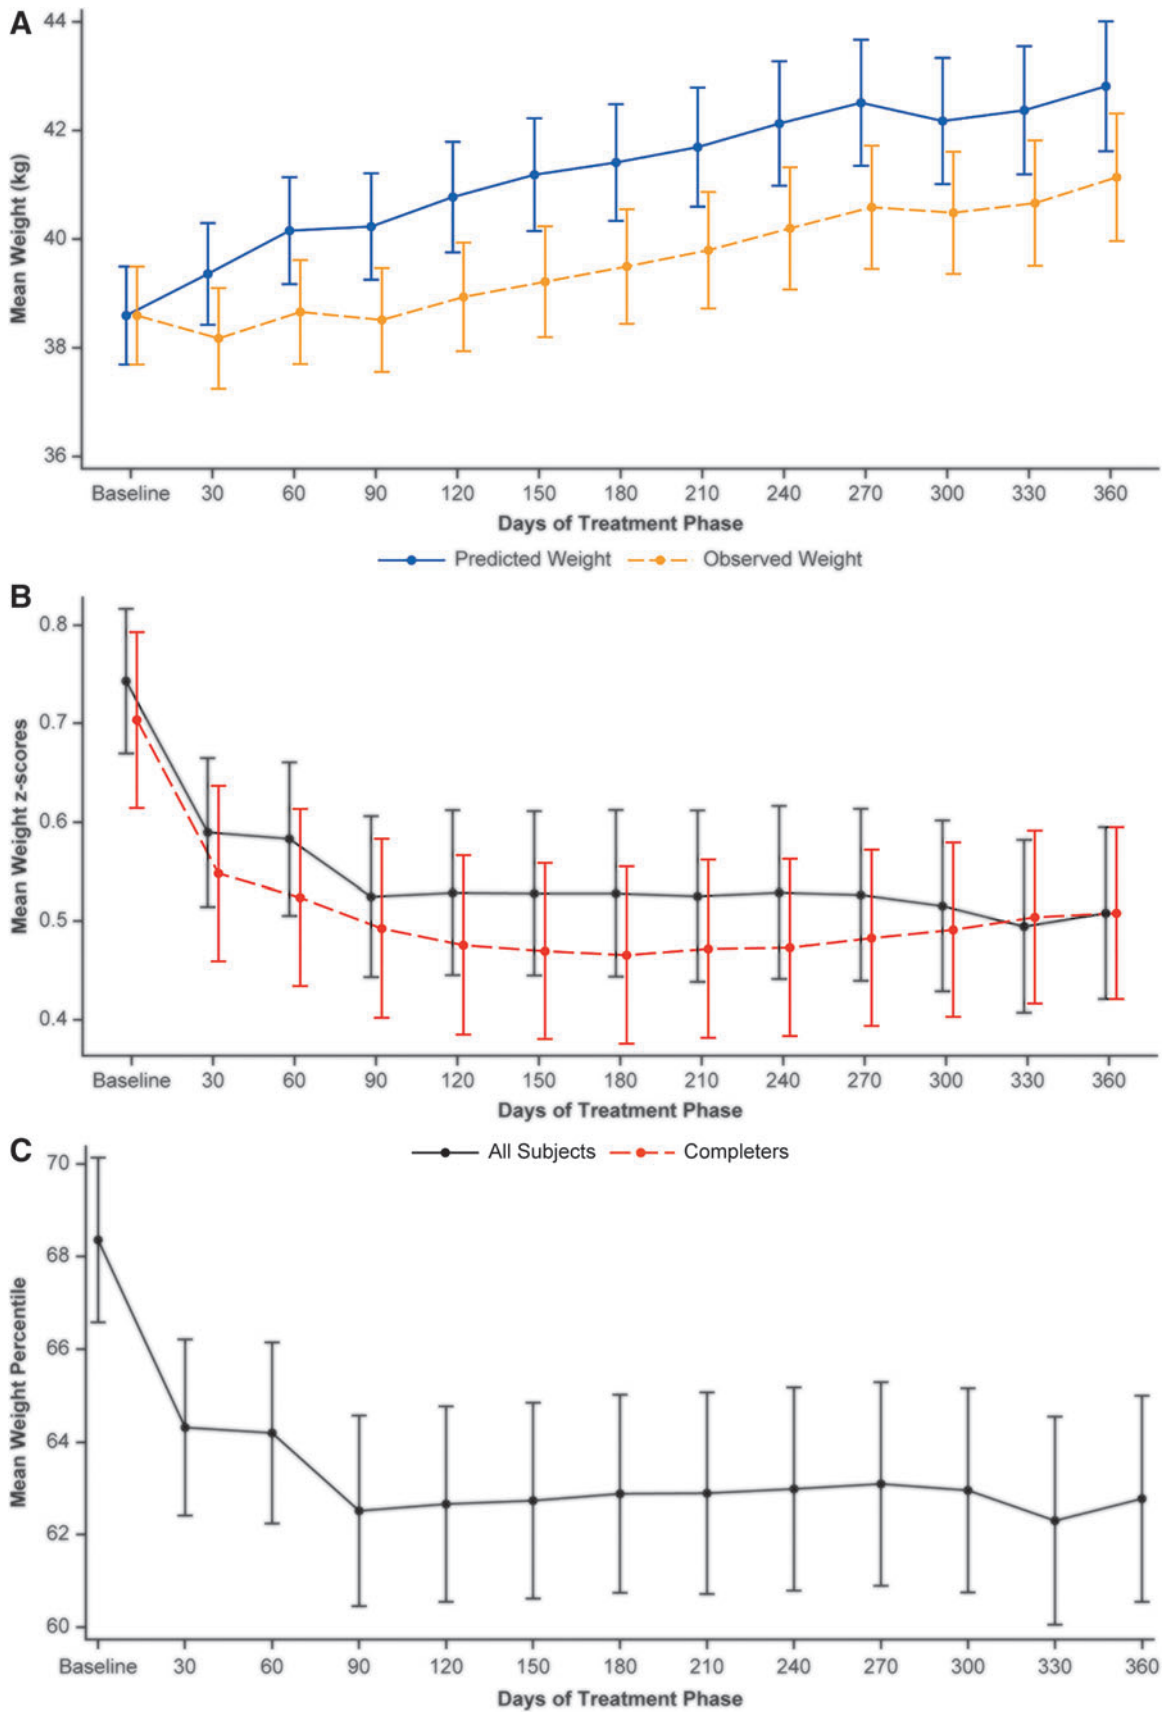 A
Mean Weight (kg)
44
42
40
38
36
Baseline 30 60 90 120 150 180 210 240 270 300 330 360
Days of Treatment Phase
Predicted Weight Observed Weight
B
Mean Weight z-scores
0.8
0.7
0.6
0.5
0.4
Baseline 30 60 90 120 150 180 210 240 270 300 330 360
Days of Treatment Phase
All Subjects Completers
C
Mean Weight Percentile
70
68
66
64
62
60
Baseline 30 60 90 120 150 180 210 240 270 300 330 360
Days of Treatment Phase